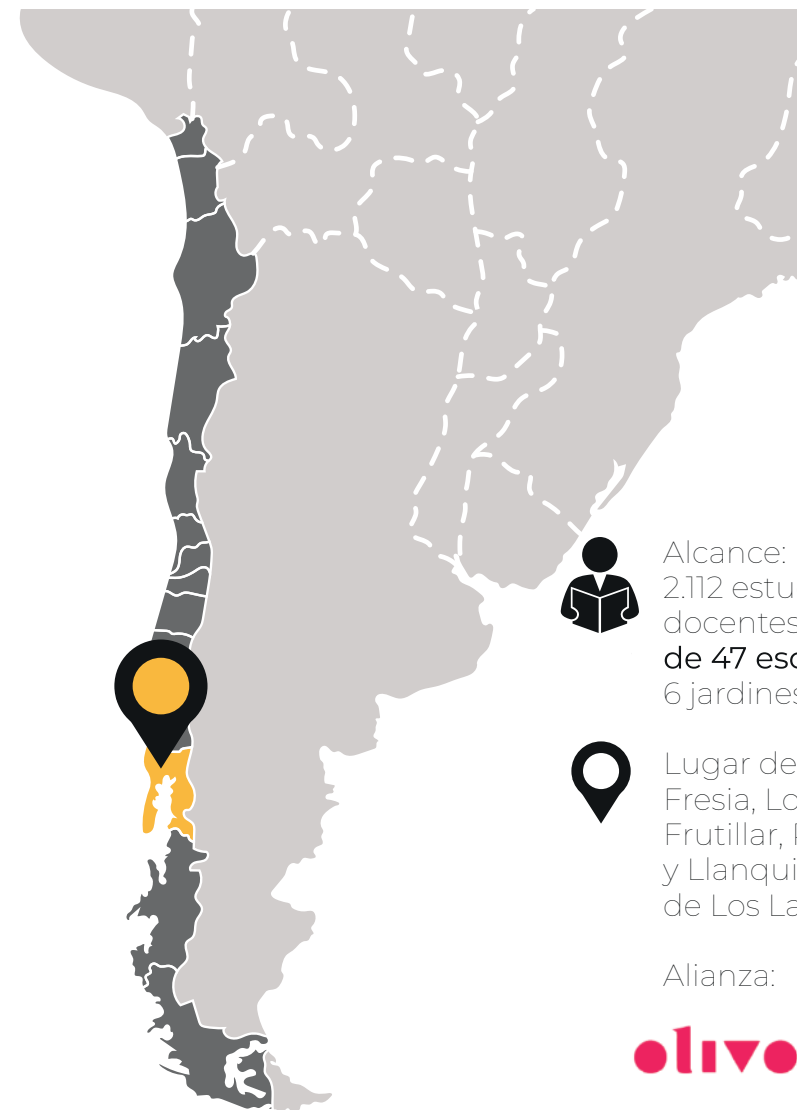 Alcance:
2.112 estu
docentes
de 47 esc
6 jardines
Lugar de
Fresia, Lo
Frutillar, P
y Llanqui
de Los La
Alianza:
olivo